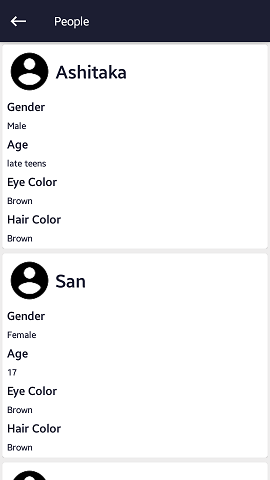 People
Ashitaka
Gender
Male
Age
late teens
Eye Color
Brown
Hair Color
Brown
San
Gender
Female
Age
17
Eye Color
Brown
Hair Color
Brown